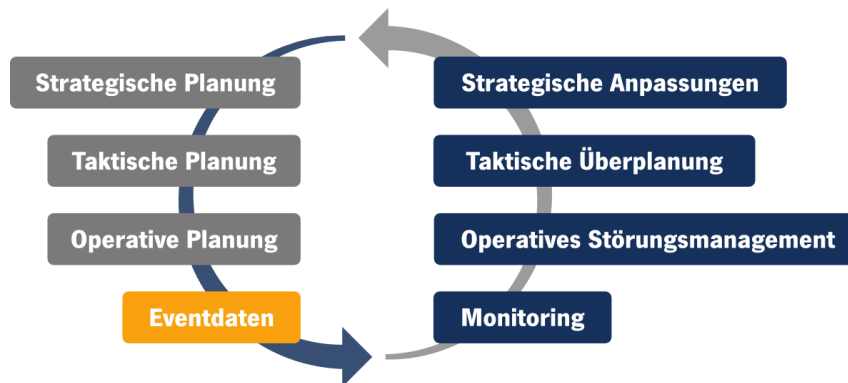 Strategische Planung
Taktische Planung
Operative Planung
Eventdaten
Strategische Anpassungen
Taktische Überplanung
Operatives Störungsmanagement
Monitoring